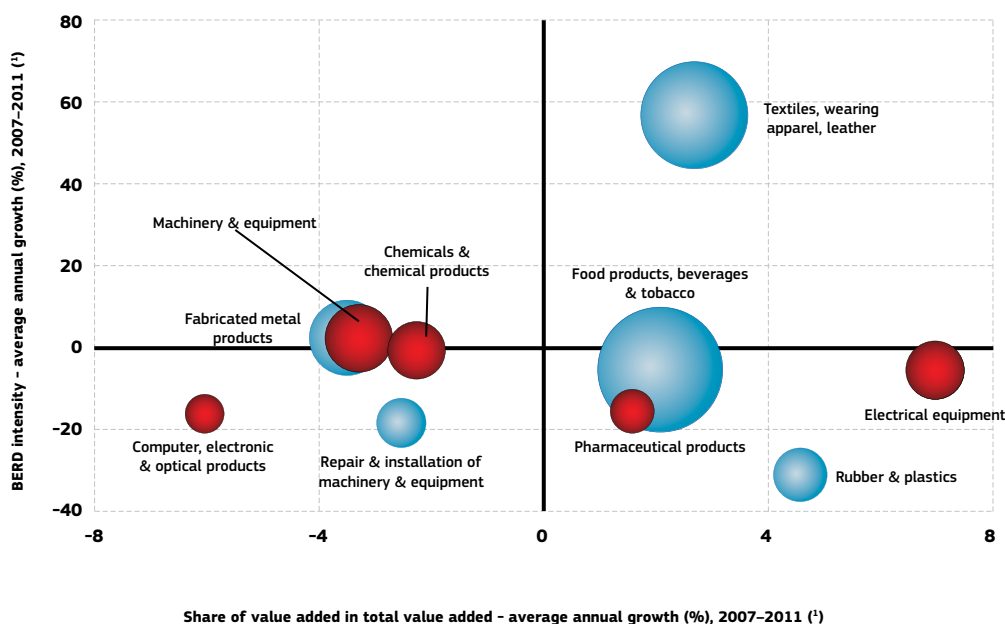 BERD intensity - average annual growth (%), 2007–2011 (¹)
80
60
40
20
0
-20
-40
Textiles, wearing
apparel, leather
Machinery & equipment
Chemicals &
chemical products
Food products, beverages
& tobacco
Fabricated metal
products
Electrical equipment
Computer, electronic
& optical products
Repair & installation of
machinery & equipment
Pharmaceutical products
Rubber & plastics
-8
-4
0
4
8
Share of value added in total value added - average annual growth (%), 2007–2011 (¹)